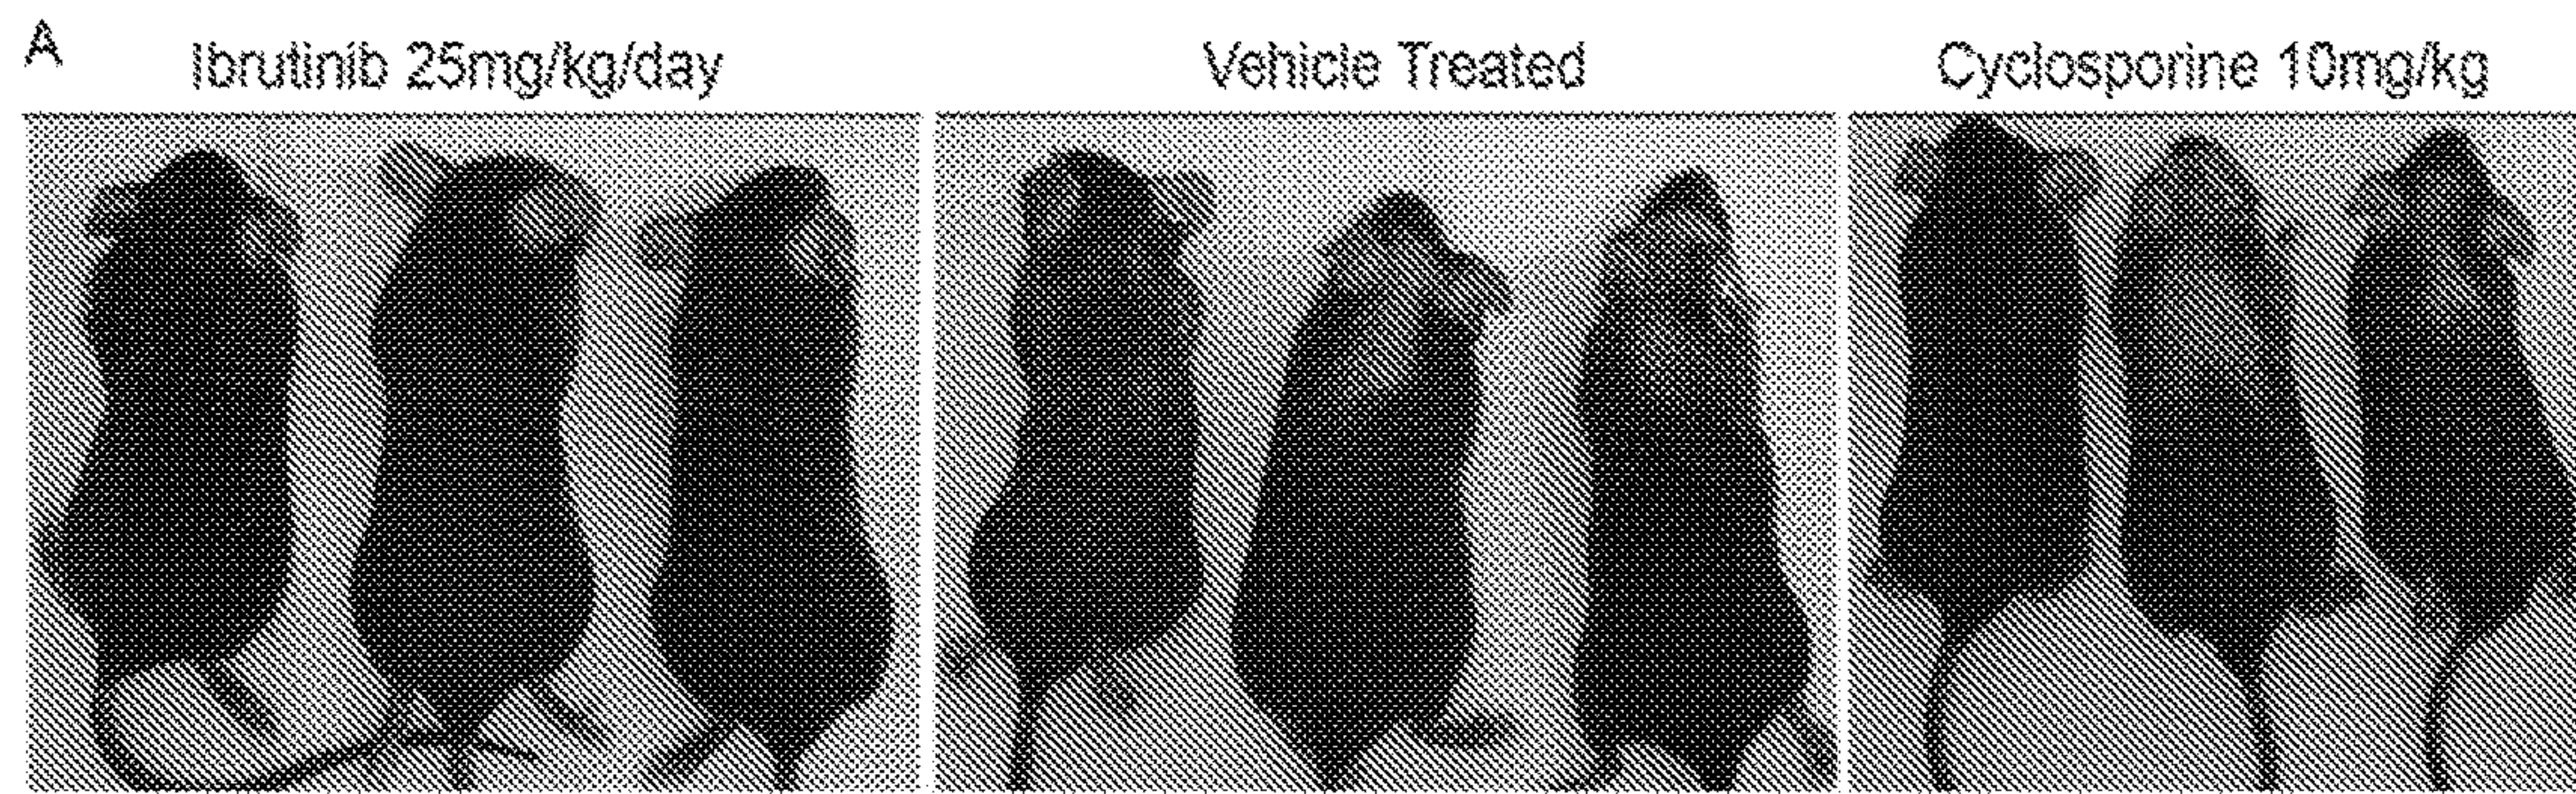 A
Ibrutinib 25mg/kg/day
Vehicle Treated
Cyclosporine 10mg/kg